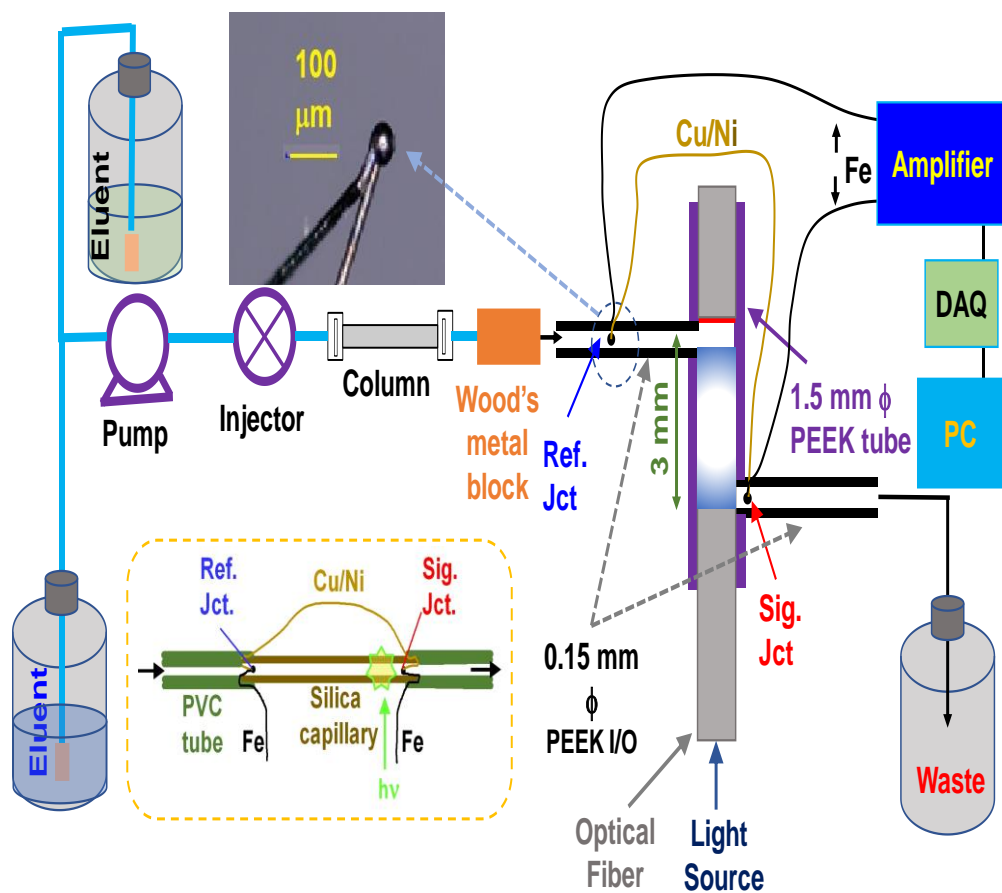 100
μm
Cu/Ni
Fe
Amplifier
Eluent
DAQ
PC
Pump
Injector
Column
Wood's
metal
block
Ref.
Jct
3 mm
1.5 mm ϕ
PEEK tube
Sig.
Jct
0.15 mm
ϕ
PEEK I/O
Optical
Fiber
Light
Source
Waste
Eluent
Ref.
Jct.
Cu/Ni
Sig.
Jct.
PVC
tube
Fe
Silica
capillary
Fe
hν